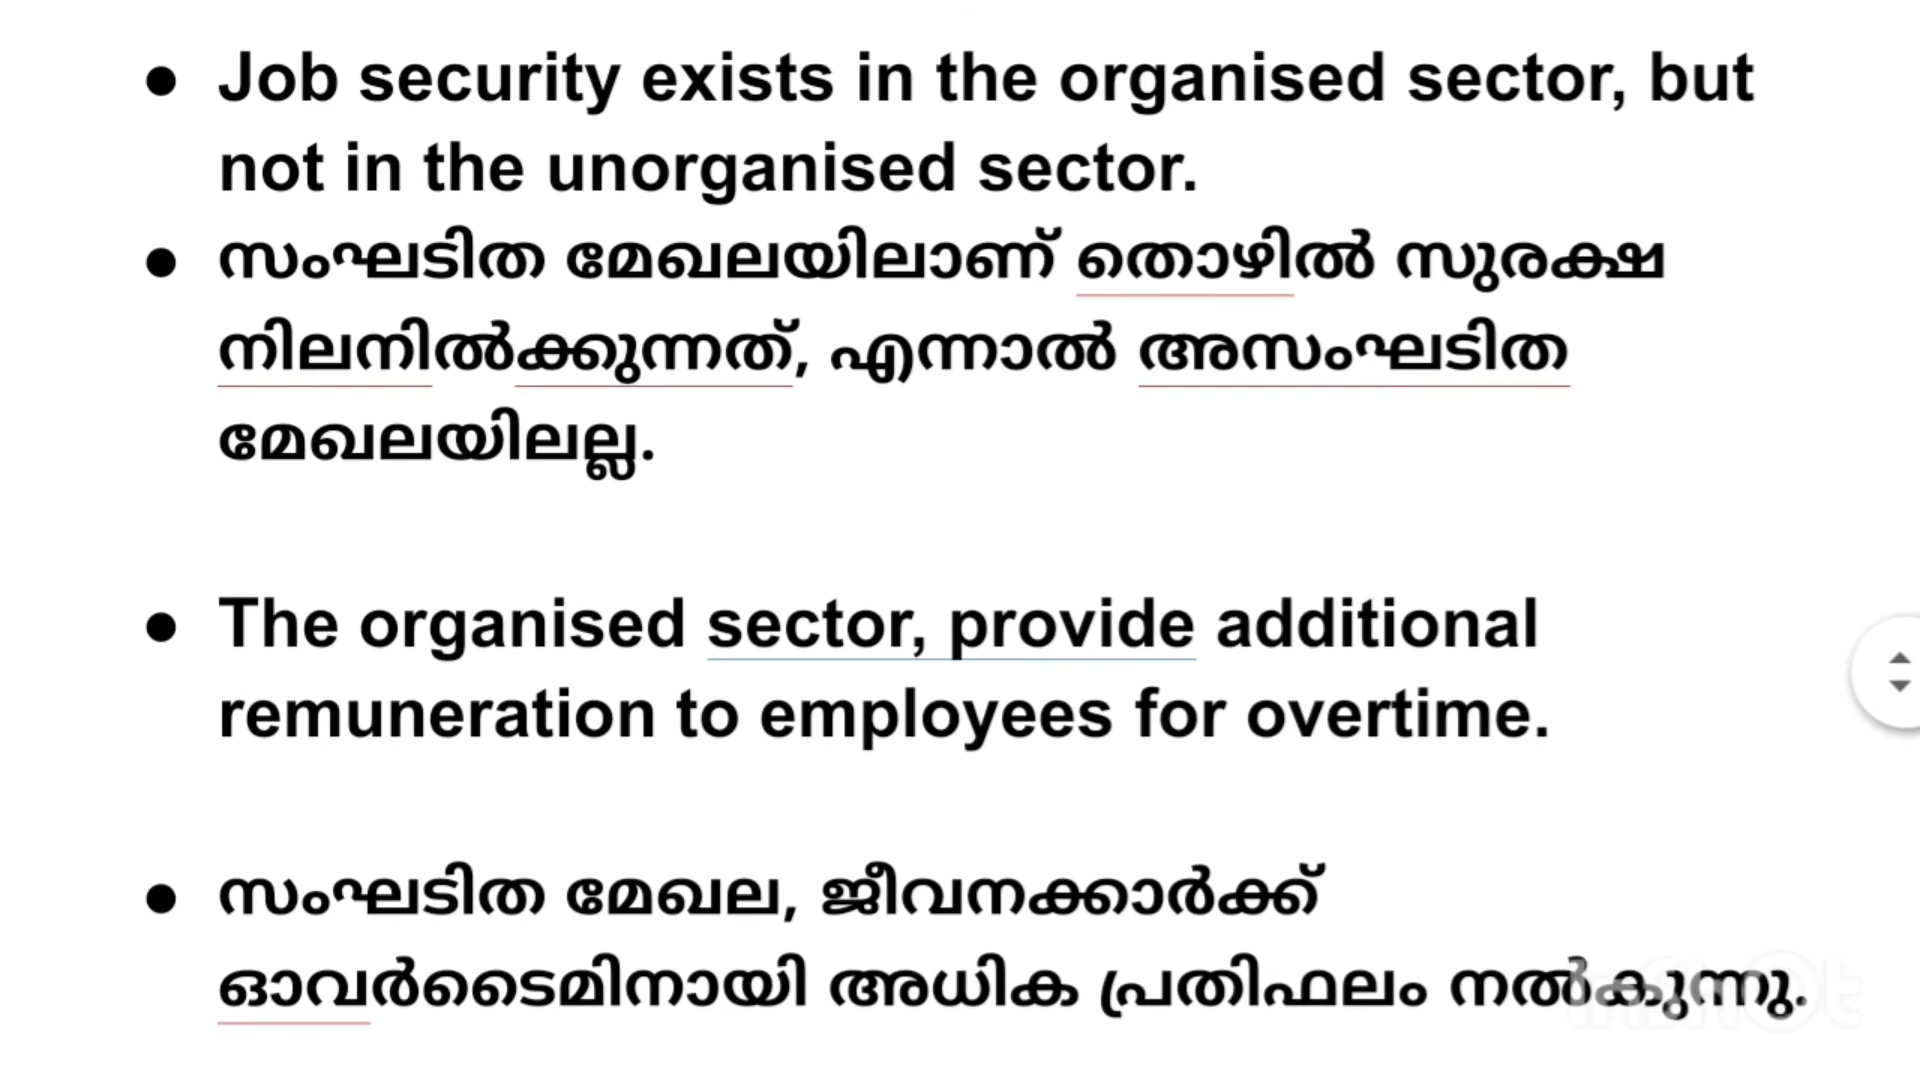 ● Job security exists in the organised sector, but
not in the unorganised sector.
● സംഘടിത മേഖലയിലാണ് തൊഴിൽ സുരക്ഷ
നിലനിൽക്കുന്നത്, എന്നാൽ അസംഘടിത
മേഖലയിലല്ല.
● The organised sector, provide additional
remuneration to employees for overtime.
● സംഘടിത മേഖല, ജീവനക്കാർക്ക്
ഓവർടൈമിനായി അധിക പ്രതിഫലം നൽകുന്നു.
InShot